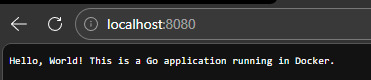 localhost:8080
Hello, World! This is a Go application running in Docker.